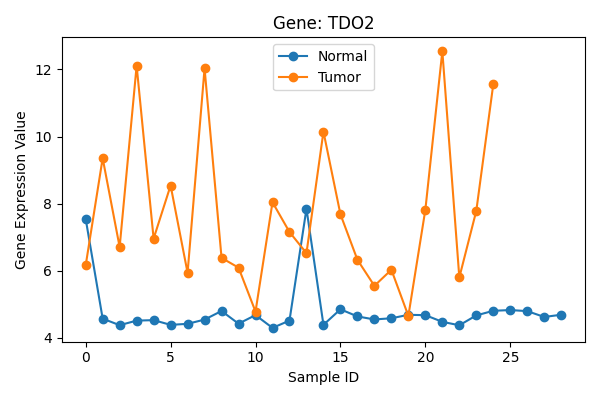 Gene: TDO2
Normal
Tumor
Gene Expression Value
12
10
8
6
4
0 5 10 15 20 25
Sample ID